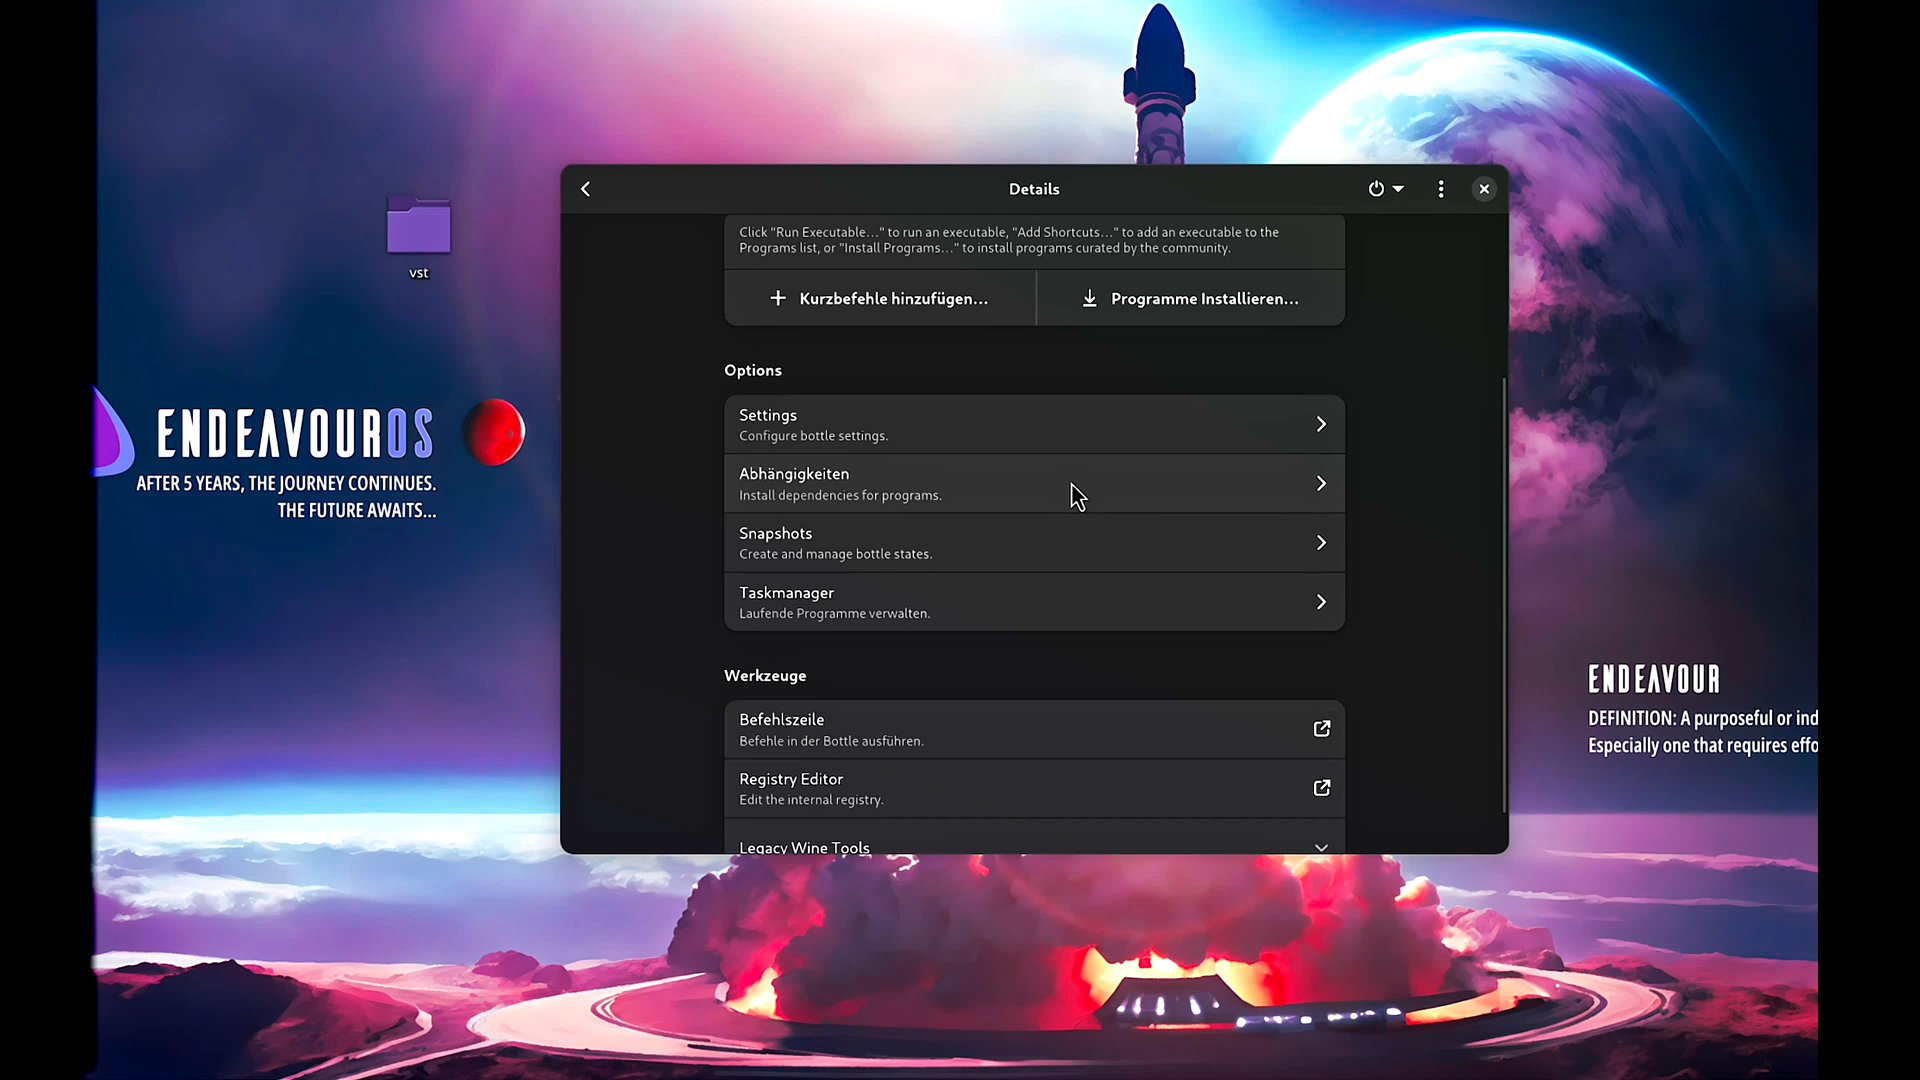 Details
Click "Run Executable..." to run an executable, "Add Shortcuts..." to add an executable to the
Programs list, or "Install Programs..." to install programs curated by the community.
Kurzbefehle hinzufügen...
Programme Installieren...
Options
Settings
Configure bottle settings.
Abhängigkeiten
Install dependencies for programs.
Snapshots
Create and manage bottle states.
Taskmanager
Laufende Programme verwalten.
Werkzeuge
Befehlszeile
Befehle in der Bottle ausführen.
Registry Editor
Edit the internal registry.
Legacy Wine Tools
vst
ENDEAVOUROS
AFTER 5 YEARS, THE JOURNEY CONTINUES.
THE FUTURE AWAITS...
ENDEAVOUR
DEFINITION: A purposeful or ind
Especially one that requires effo